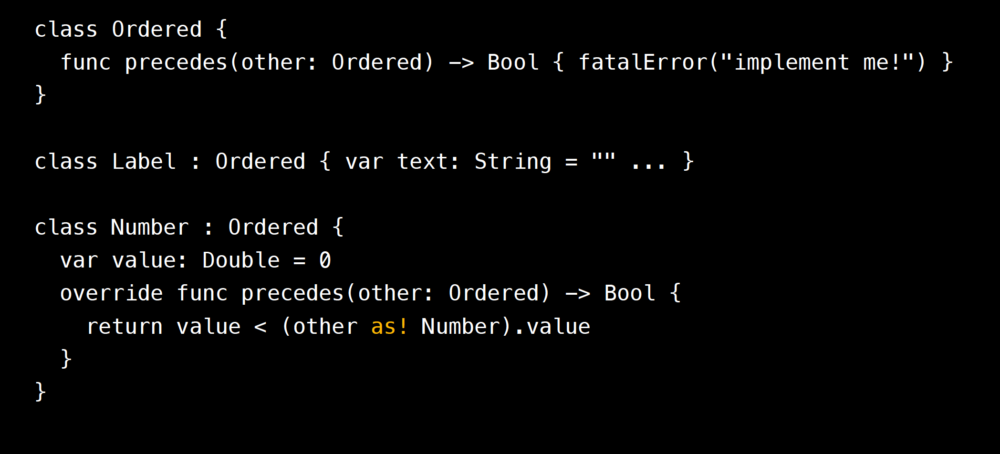 class Ordered {
  func precedes(other: Ordered) -> Bool { fatalError("implement me!") }
}
class Label : Ordered { var text: String = "" ... }
class Number : Ordered {
  var value: Double = 0
  override func precedes(other: Ordered) -> Bool {
    return value < (other as! Number).value
  }
}